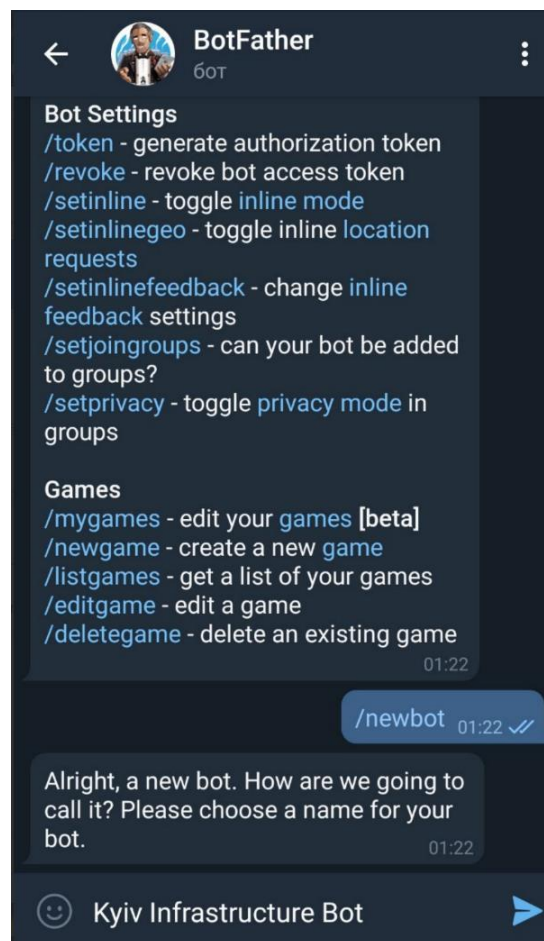 BotFather
бот
Bot Settings
/token - generate authorization token
/revoke - revoke bot access token
/setinline - toggle inline mode
/setinlinegeo - toggle inline location
requests
/setinlinefeedback - change inline
feedback settings
/setjoingroups - can your bot be added
to groups?
/setprivacy - toggle privacy mode in
groups
Games
/mygames - edit your games [beta]
/newgame - create a new game
/listgames - get a list of your games
/editgame - edit a game
/deletegame - delete an existing game
01:22
/newbot 01:22
Alright, a new bot. How are we going to
call it? Please choose a name for your
bot.
01:22
Kyiv Infrastructure Bot